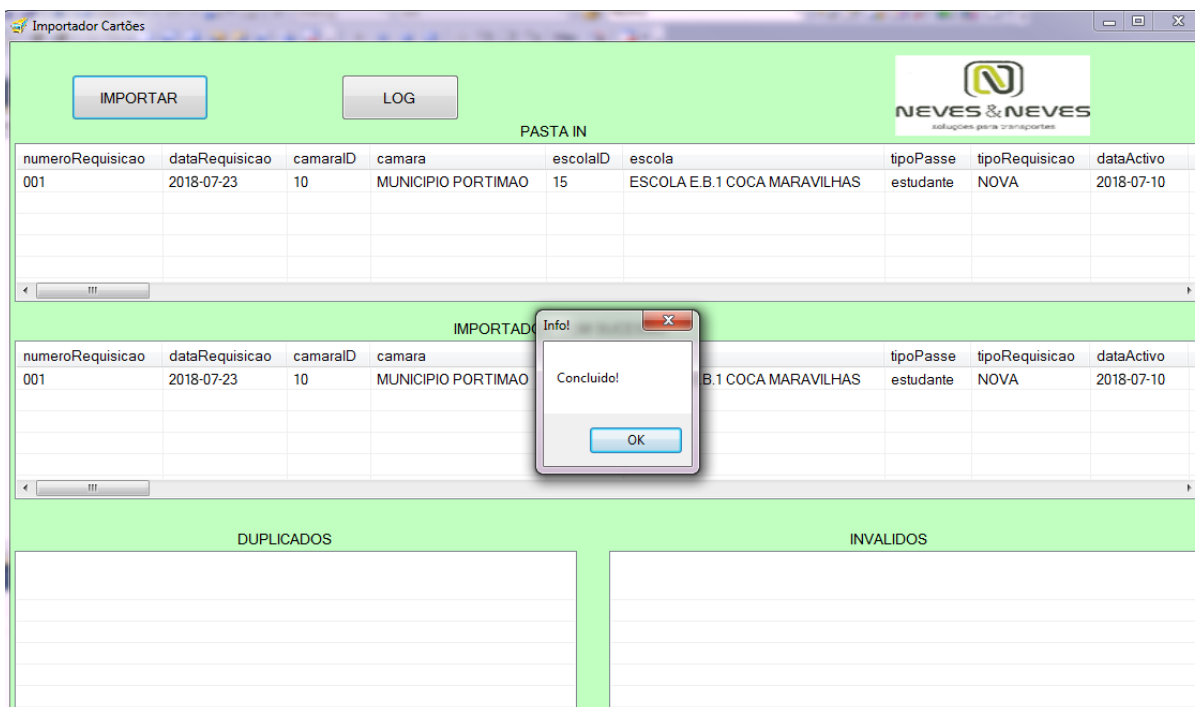 Importador Cartões
IMPORTAR
LOG
NEVES & NEVES
soluções para transportes
PASTA IN
numeroRequisicao dataRequisicao camaraID camara escolaID escola tipoPasse tipoRequisicao dataActivo
001 2018-07-23 10 MUNICIPIO PORTIMAO 15 ESCOLA E.B.1 COCA MARAVILHAS estudante NOVA 2018-07-10
IMPORTADO
Info!
Concluido!
OK
numeroRequisicao dataRequisicao camaraID camara tipoPasse tipoRequisicao dataActivo
001 2018-07-23 10 MUNICIPIO PORTIMAO .B.1 COCA MARAVILHAS estudante NOVA 2018-07-10
DUPLICADOS
INVALIDOS